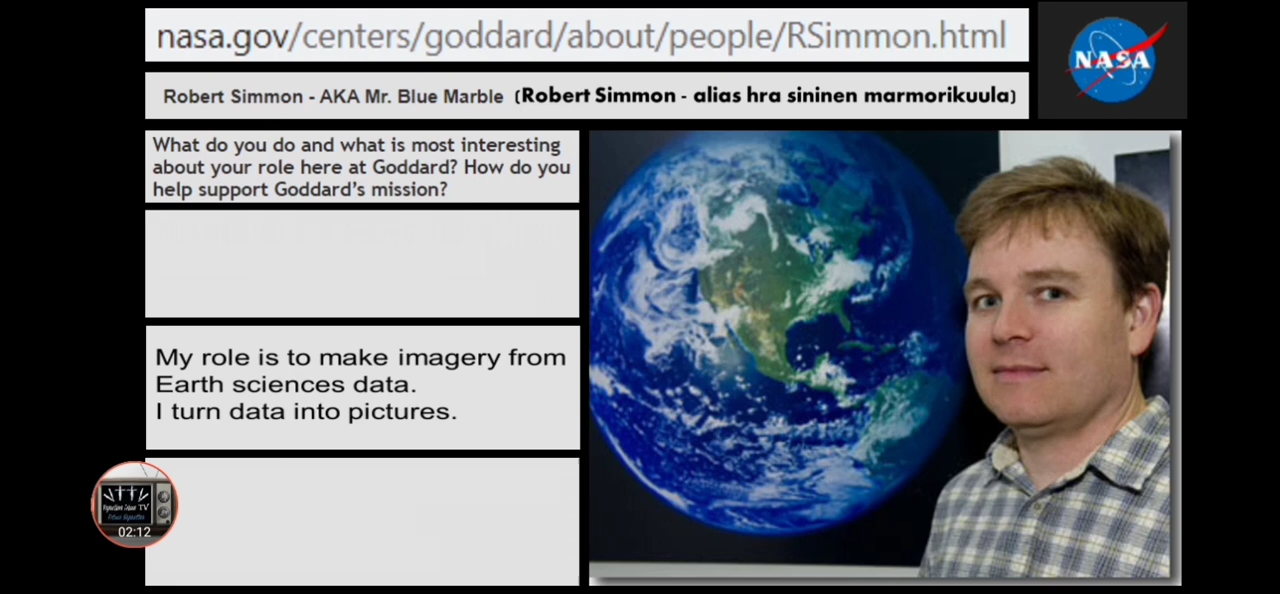 nasa.gov/centers/goddard/about/people/RSimmon.html
NASA
Robert Simmon - AKA Mr. Blue Marble (Robert Simmon - alias hra sininen marmorikuula)
What do you do and what is most interesting
about your role here at Goddard? How do you
help support Goddard's mission?
My role is to make imagery from
Earth sciences data.
I turn data into pictures.
TV
02:12